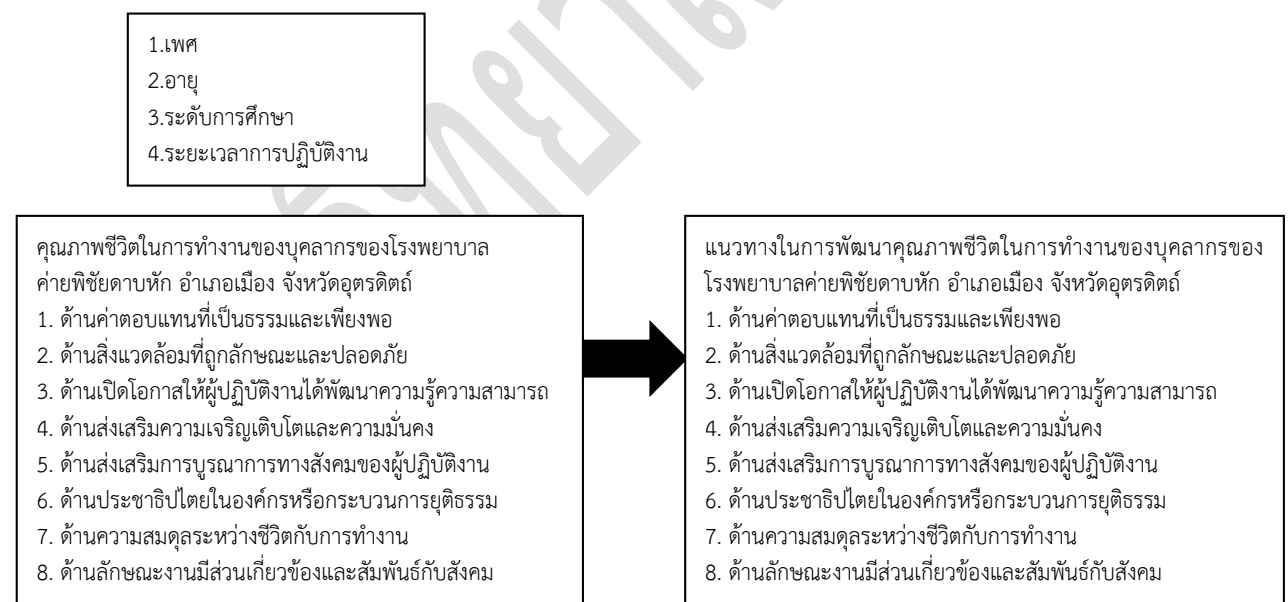 1.เพศ
2.อายุ
3.ระดับการศึกษา
4.ระยะเวลาการปฏิบัติงาน
คุณภาพชีวิตในการทำงานของบุคลากรของโรงพยาบาล
ค่ายพิชัยดาบหัก อำเภอเมือง จังหวัดอุตรดิตถ์
1. ด้านค่าตอบแทนที่เป็นธรรมและเพียงพอ
2. ด้านสิ่งแวดล้อมที่ถูกลักษณะและปลอดภัย
3. ด้านเปิดโอกาสให้ผู้ปฏิบัติงานได้พัฒนาความรู้ความสามารถ
4. ด้านส่งเสริมความเจริญเติบโตและความมั่นคง
5. ด้านส่งเสริมการบูรณาการทางสังคมของผู้ปฏิบัติงาน
6. ด้านประชาธิปไตยในองค์กรหรือกระบวนการยุติธรรม
7. ด้านความสมดุลระหว่างชีวิตกับการทำงาน
8. ด้านลักษณะงานมีส่วนเกี่ยวข้องและสัมพันธ์กับสังคม
แนวทางในการพัฒนาคุณภาพชีวิตในการทำงานของบุคลากรของ
โรงพยาบาลค่ายพิชัยดาบหัก อำเภอเมือง จังหวัดอุตรดิตถ์
1. ด้านค่าตอบแทนที่เป็นธรรมและเพียงพอ
2. ด้านสิ่งแวดล้อมที่ถูกลักษณะและปลอดภัย
3. ด้านเปิดโอกาสให้ผู้ปฏิบัติงานได้พัฒนาความรู้ความสามารถ
4. ด้านส่งเสริมความเจริญเติบโตและความมั่นคง
5. ด้านส่งเสริมการบูรณาการทางสังคมของผู้ปฏิบัติงาน
6. ด้านประชาธิปไตยในองค์กรหรือกระบวนการยุติธรรม
7. ด้านความสมดุลระหว่างชีวิตกับการทำงาน
8. ด้านลักษณะงานมีส่วนเกี่ยวข้องและสัมพันธ์กับสังคม